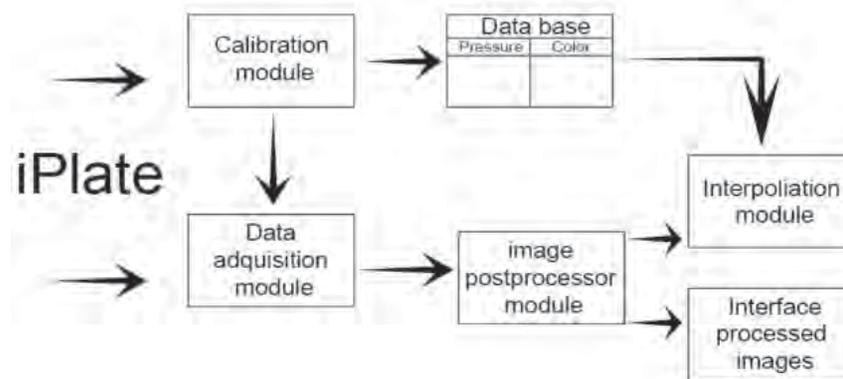 Calibration
module
Data base
Pressure Color
iPlate
Data
adquisition
module
image
postprocessor
module
Interpoliation
module
Interface
processed
images